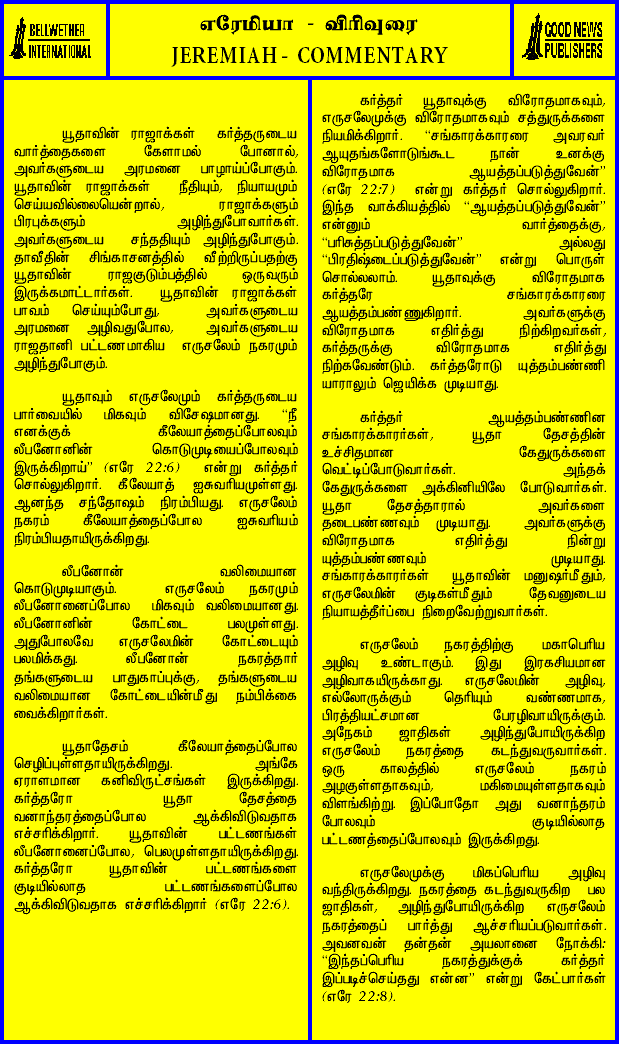 BELLWETHER
INTERNATIONAL
எரேமியா - விரிவுரை
JEREMIAH - COMMENTARY
GOOD NEWS
PUBLISHERS
யூதாவின் ராஜாக்கள் கர்த்தருடைய
வார்த்தைகளை கேளாமல் போனால்,
அவர்களுடைய அரமனை பாழாய்ப்போகும்.
யூதாவின் ராஜாக்கள் நீதியும், நியாயமும்
செய்யவில்லையென்றால், ராஜாக்களும்
பிரபுக்களும் அழிந்துபோவார்கள்.
அவர்களுடைய சந்ததியும் அழிந்துபோகும்.
தாவீதின் சிங்காசனத்தில் வீற்றிருப்பதற்கு
யூதாவின் ராஜகுடும்பத்தில் ஒருவரும்
இருக்கமாட்டார்கள். யூதாவின் ராஜாக்கள்
பாவம் செய்யும்போது, அவர்களுடைய
அரமனை அழிவதுபோல, அவர்களுடைய
ராஜதானி பட்டணமாகிய எருசலேம் நகரமும்
அழிந்துபோகும்.
யூதாவும் எருசலேமும் கர்த்தருடைய
பார்வையில் மிகவும் விசேஷமானது. “நீ
எனக்குக் கீலேயாத்தைப்போலவும்
லீபனோனின் கொடுமுடியைப்போலவும்
இருக்கிறாய்” (எரே 22:6) என்று கர்த்தர்
சொல்லுகிறார். கீலேயாத் ஐசுவரியமுள்ளது.
ஆனந்த சந்தோஷம் நிரம்பியது. எருசலேம்
நகரம் கீலேயாத்தைப்போல ஐசுவரியம்
நிரம்பியதாயிருக்கிறது.
லீபனோன் வலிமையான
கொடுமுடியாகும். எருசலேம் நகரமும்
லீபனோனைப்போல மிகவும் வலிமையானது.
லீபனோனின் கோட்டை பலமுள்ளது.
அதுபோலவே எருசலேமின் கோட்டையும்
பலமிக்கது. லீபனோன் நகரத்தார்
தங்களுடைய பாதுகாப்புக்கு, தங்களுடைய
வலிமையான கோட்டையின்மீது நம்பிக்கை
வைக்கிறார்கள்.
யூதாதேசம் கீலேயாத்தைப்போல
செழிப்புள்ளதாயிருக்கிறது. அங்கே
ஏராளமான கனிவிருட்சங்கள் இருக்கிறது.
கர்த்தரோ யூதா தேசத்தை
வனாந்தரத்தைப்போல ஆக்கிவிடுவதாக
எச்சரிக்கிறார். யூதாவின் பட்டணங்கள்
லீபனோனைப்போல, பெலமுள்ளதாயிருக்கிறது.
கர்த்தரோ யூதாவின் பட்டணங்களை
குடியில்லாத பட்டணங்களைப்போல
ஆக்கிவிடுவதாக எச்சரிக்கிறார் (எரே 22:6).
கர்த்தர் யூதாவுக்கு விரோதமாகவும்,
எருசலேமுக்கு விரோதமாகவும் சத்துருக்களை
நியமிக்கிறார். “சங்காரக்காரரை அவரவர்
ஆயுதங்களோடுங்கூட நான் உனக்கு
விரோதமாக ஆயத்தப்படுத்துவேன்”
(எரே 22:7) என்று கர்த்தர் சொல்லுகிறார்.
இந்த வாக்கியத்தில் “ஆயத்தப்படுத்துவேன்”
என்னும் வார்த்தைக்கு,
“பரிசுத்தப்படுத்துவேன்” அல்லது
“பிரதிஷ்டைப்படுத்துவேன்” என்று பொருள்
சொல்லலாம். யூதாவுக்கு விரோதமாக
கர்த்தரே சங்காரக்காரரை
ஆயத்தம்பண்ணுகிறார். அவர்களுக்கு
விரோதமாக எதிர்த்து நிற்கிறவர்கள்,
கர்த்தருக்கு விரோதமாக எதிர்த்து
நிற்கவேண்டும். கர்த்தரோடு யுத்தம்பண்ணி
யாராலும் ஜெயிக்க முடியாது.
கர்த்தர் ஆயத்தம்பண்ணின
சங்காரக்காரர்கள், யூதா தேசத்தின்
உச்சிதமான கேதுருக்களை
வெட்டிப்போடுவார்கள். அந்தக்
கேதுருக்களை அக்கினியிலே போடுவார்கள்.
யூதா தேசத்தாரால் அவர்களை
தடைபண்ணவும் முடியாது. அவர்களுக்கு
விரோதமாக எதிர்த்து நின்று
யுத்தம்பண்ணவும் முடியாது.
சங்காரக்காரர்கள் யூதாவின் மனுஷர்மீதும்,
எருசலேமின் குடிகள்மீதும் தேவனுடைய
நியாயத்தீர்ப்பை நிறைவேற்றுவார்கள்.
எருசலேம் நகரத்திற்கு மகாபெரிய
அழிவு உண்டாகும். இது இரகசியமான
அழிவாகயிருக்காது. எருசலேமின் அழிவு,
எல்லோருக்கும் தெரியும் வண்ணமாக,
பிரத்தியட்சமான பேரழிவாயிருக்கும்.
அநேகம் ஜாதிகள் அழிந்துபோயிருக்கிற
எருசலேம் நகரத்தை கடந்துவருவார்கள்.
ஒரு காலத்தில் எருசலேம் நகரம்
அழகுள்ளதாகவும், மகிமையுள்ளதாகவும்
விளங்கிற்று. இப்போதோ அது வனாந்தரம்
போலவும் குடியில்லாத
பட்டணத்தைப்போலவும் இருக்கிறது.
எருசலேமுக்கு மிகப்பெரிய அழிவு
வந்திருக்கிறது. நகரத்தை கடந்துவருகிற பல
ஜாதிகள், அழிந்துபோயிருக்கிற எருசலேம்
நகரத்தைப் பார்த்து ஆச்சரியப்படுவார்கள்.
அவனவன் தன்தன் அயலானை நோக்கி:
“இந்தப்பெரிய நகரத்துக்குக் கர்த்தர்
இப்படிச்செய்தது என்ன” என்று கேட்பார்கள்
(எரே 22:8).